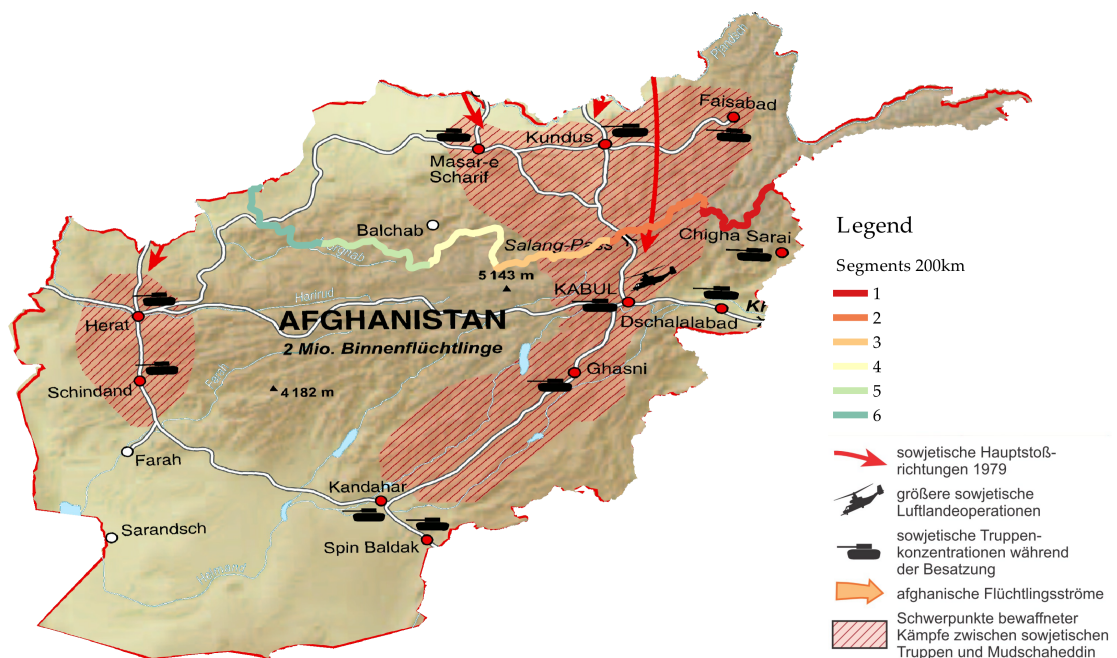 Pjandsch
Faisabad
Kundus
Masar-e
Scharif
Balchab
Salang-Pass
Chigha Sarai
5 143 m
KABUL
Kh
Harirud
Herat
AFGHANISTAN
Dschalalabad
2 Mio. Binnenflüchtlinge
Ghasni
Schindand
4 182 m
Farah
Kandahar
Sarandsch
Spin Baldak
Legend
Segments 200km
1
2
3
4
5
6
sowjetische Hauptstoß-
richtungen 1979
größere sowjetische
Luftlandeoperationen
sowjetische Truppen-
konzentrationen während
der Besatzung
afghanische Flüchtlingsströme
Schwerpunkte bewaffneter
Kämpfe zwischen sowjetischen
Truppen und Mudschaheddin